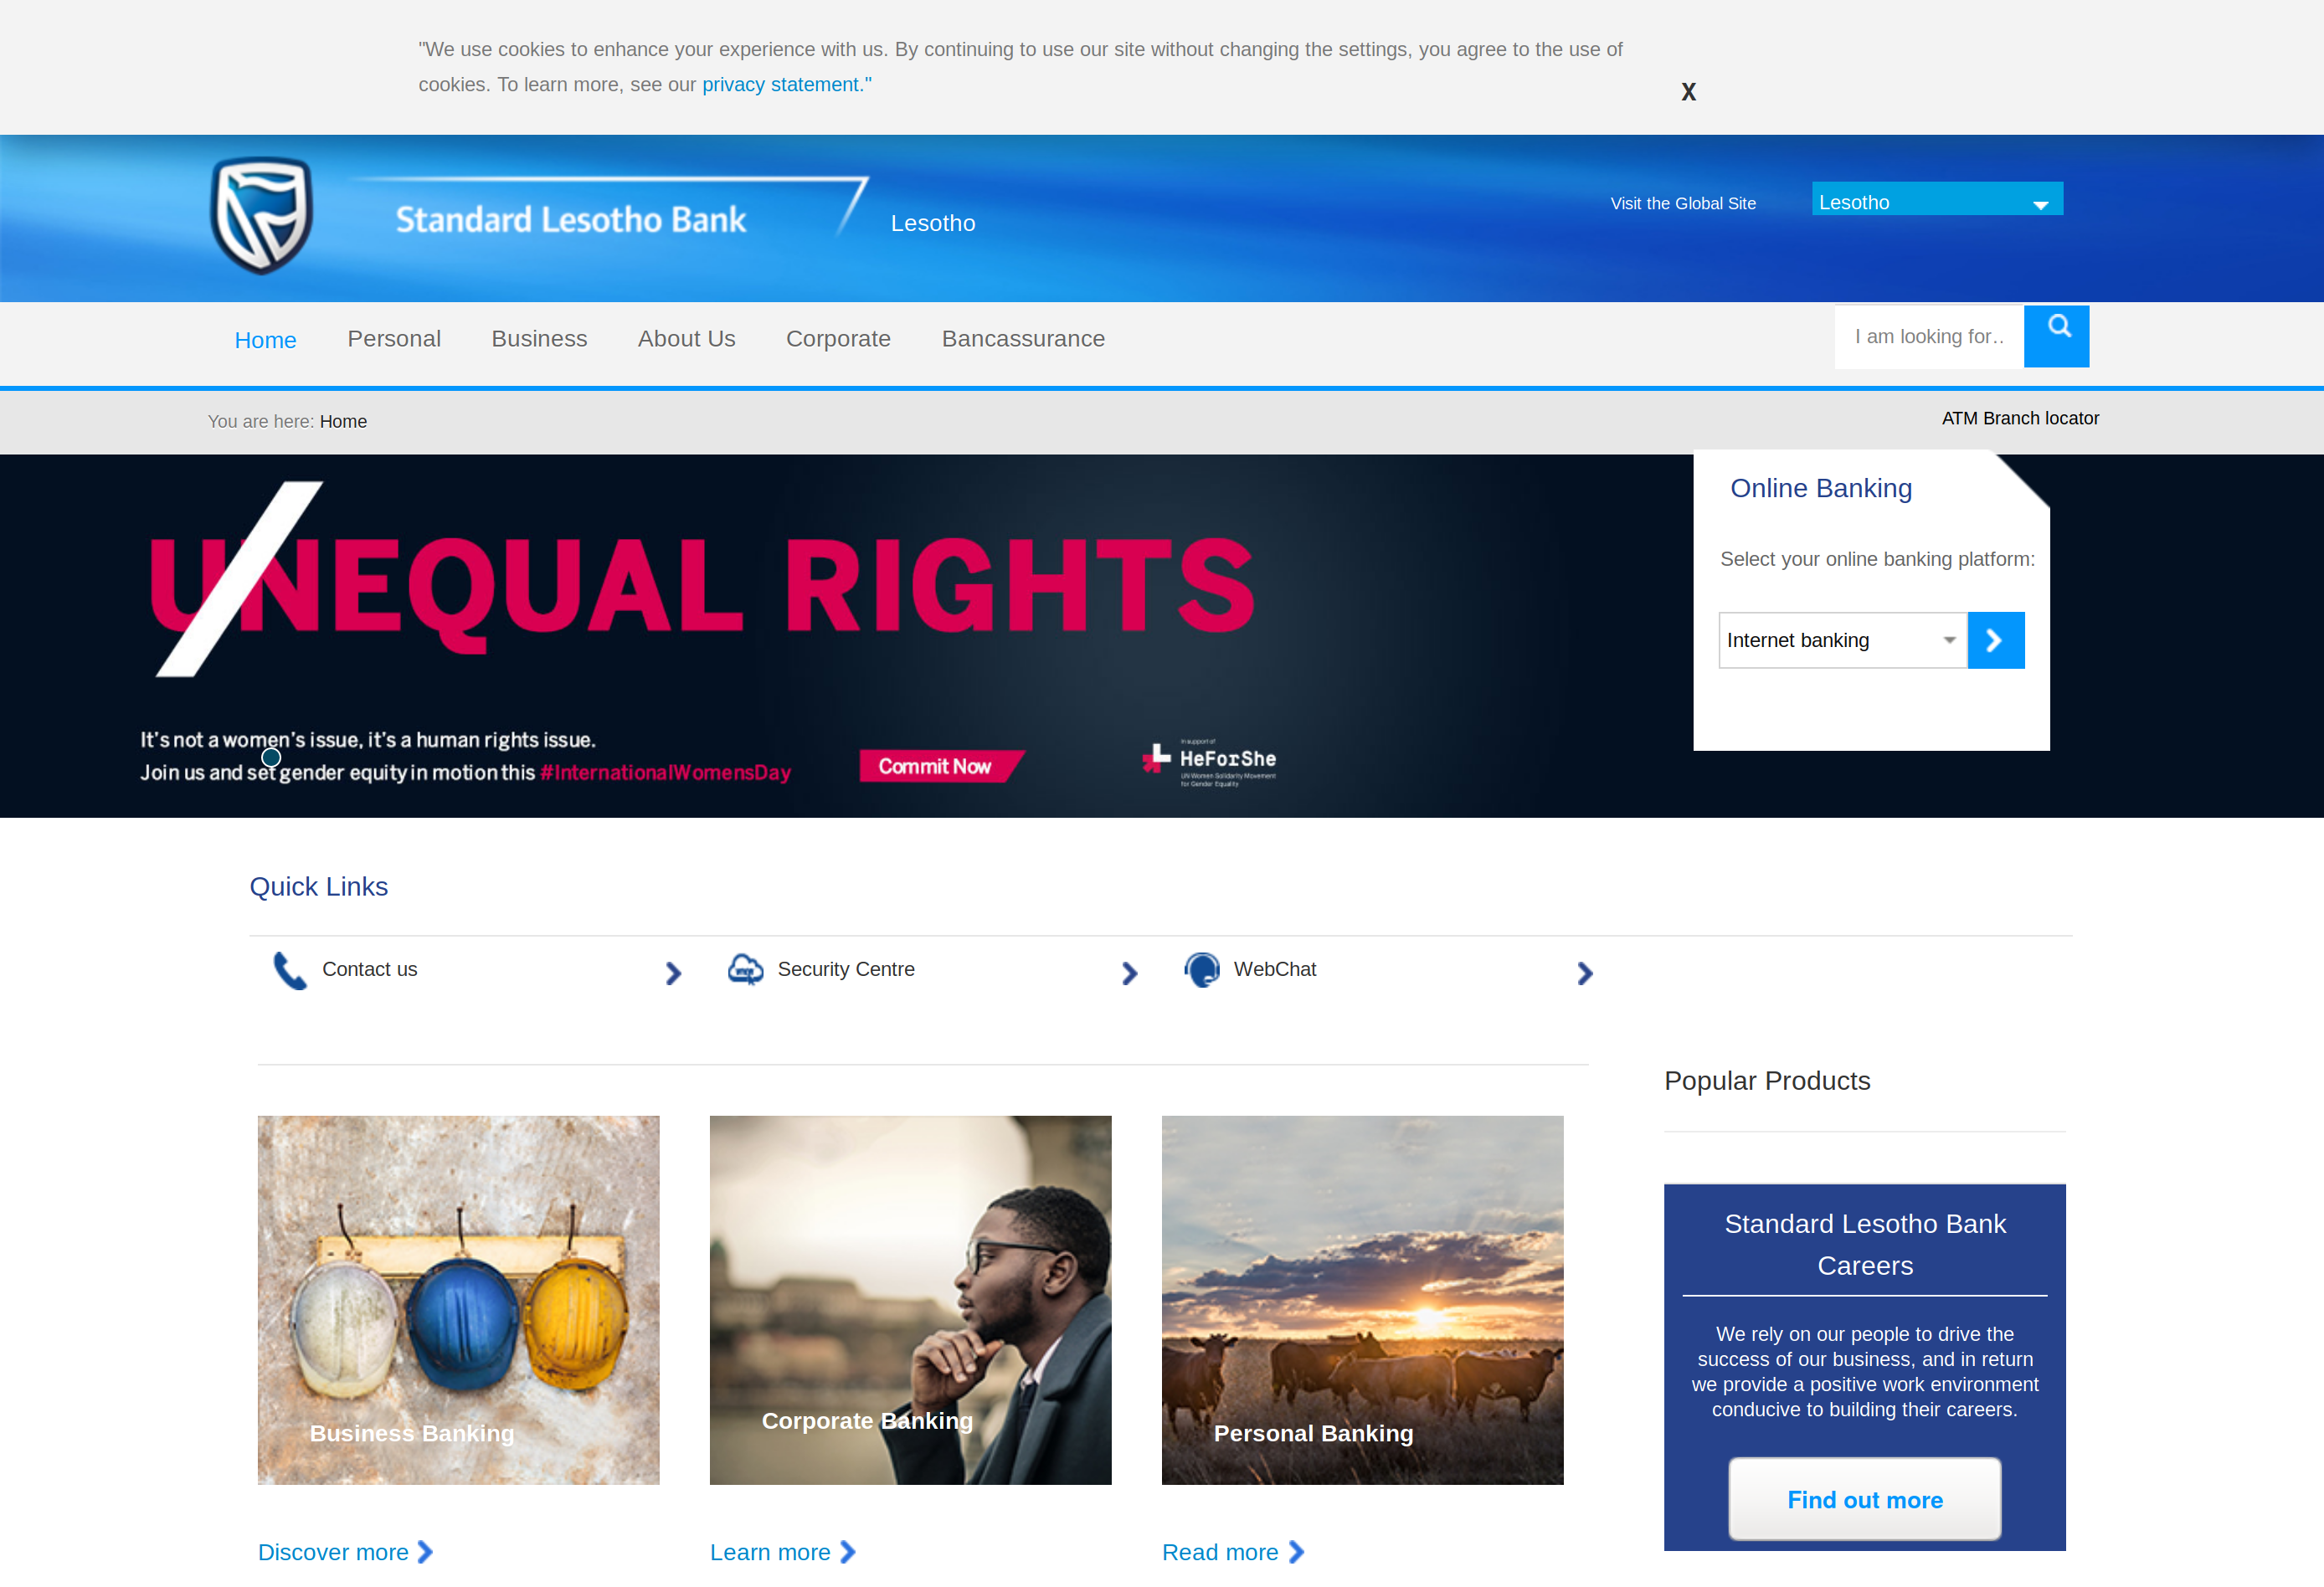 "We use cookies to enhance your experience with us. By continuing to use our site without changing the settings, you agree to the use of
cookies. To learn more, see our privacy statement."
X
Standard Lesotho Bank
Lesotho
Visit the Global Site
Lesotho
Home
Personal
Business
About Us
Corporate
Bancassurance
I am looking for..
You are here: Home
ATM Branch locator
UNEQUAL RIGHTS
It's not a women's issue, it's a human rights issue.
Join us and set gender equity in motion this #InternationalWomensDay
Commit Now
In support of
HeForShe
UN Women Solidarity Movement
for Gender Equality
Online Banking
Select your online banking platform:
Internet banking
Quick Links
Contact us
Security Centre
WebChat
Popular Products
Business Banking
Corporate Banking
Personal Banking
Discover more
Learn more
Read more
Standard Lesotho Bank
Careers
We rely on our people to drive the
success of our business, and in return
we provide a positive work environment
conducive to building their careers.
Find out more